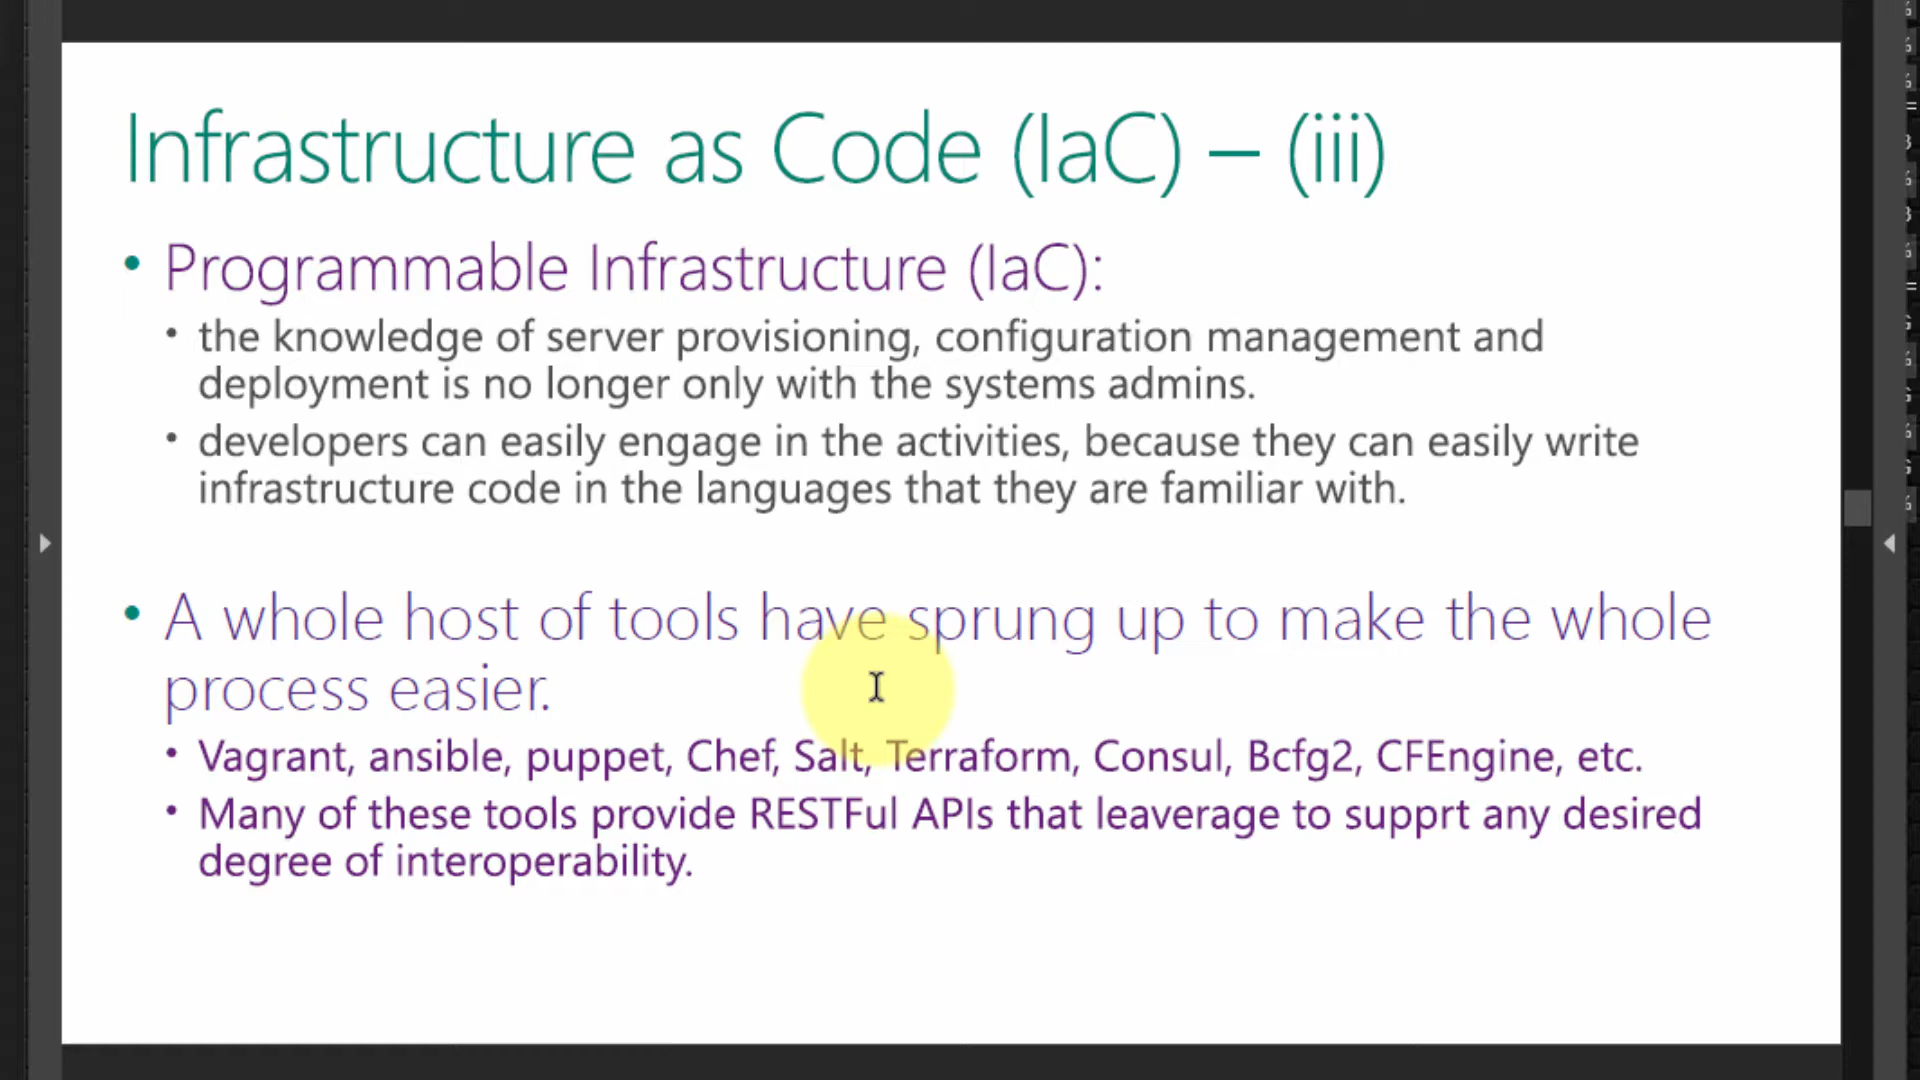 Infrastructure as Code (IaC) – (iii)
• Programmable Infrastructure (IaC):
• the knowledge of server provisioning, configuration management and
deployment is no longer only with the systems admins.
• developers can easily engage in the activities, because they can easily write
infrastructure code in the languages that they are familiar with.
• A whole host of tools have sprung up to make the whole
process easier.
• Vagrant, ansible, puppet, Chef, Salt, Terraform, Consul, Bcfg2, CFEngine, etc.
• Many of these tools provide RESTFul APIs that leaverage to supprt any desired
degree of interoperability.